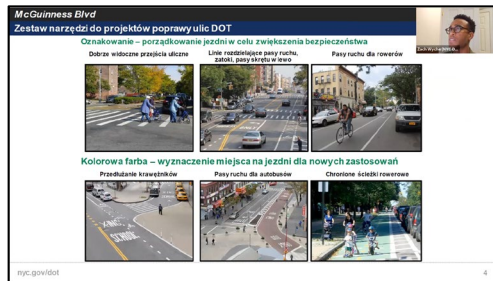 McGuinness Blvd
Zestaw narzędzi do projektów poprawy ulic DOT
Oznakowanie – porządkowanie jezdni w celu zwiększenia bezpieczeństwa
Dobrze widoczne przejścia uliczne
Linie rozdzielające pasy ruchu,
zatoki, pasy skrętu w lewo
Pasy ruchu dla rowerów
Kolorowa farba – wyznaczenie miejsca na jezdni dla nowych zastosowań
Przedłużanie krawężników
Pasy ruchu dla autobusów
Chronione ścieżki rowerowe
XING
SCHOOL
nyc.gov/dot
4